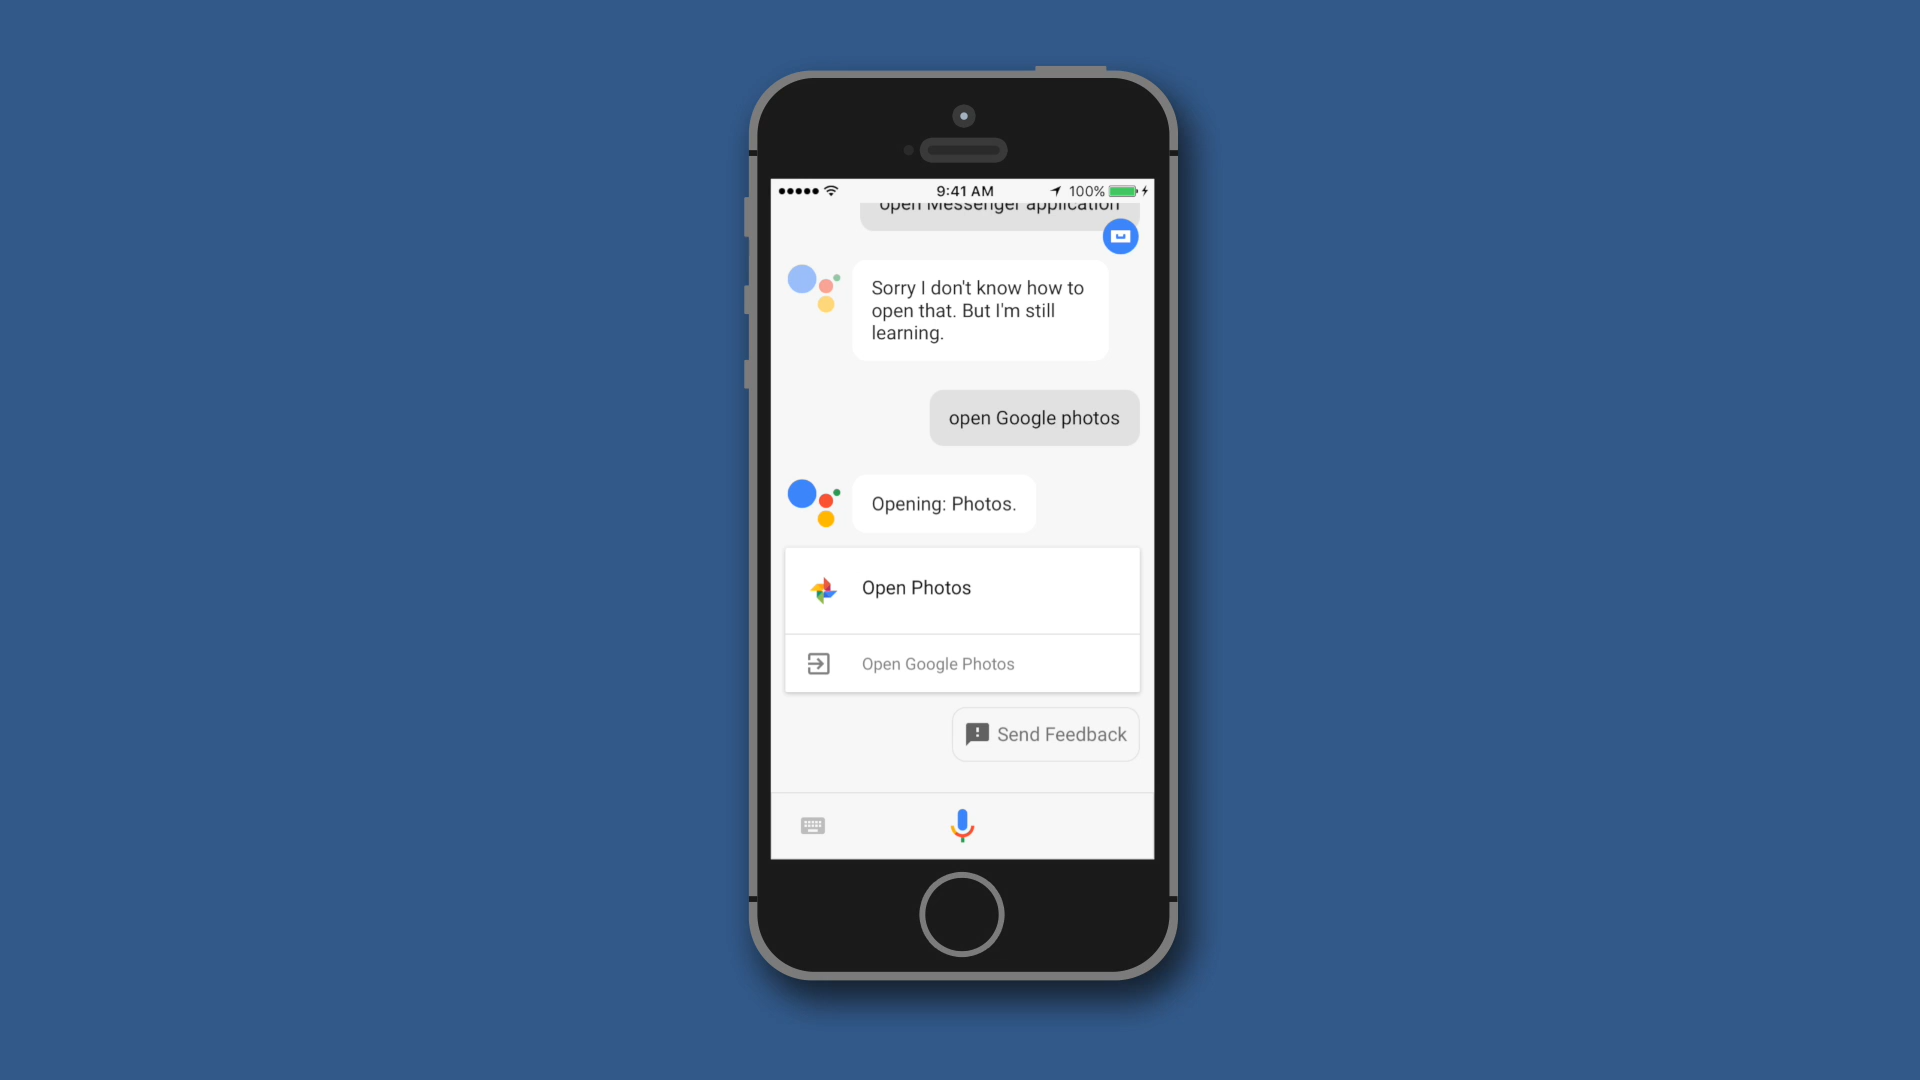 9:41 AM
100%
open Messenger application
Sorry I don't know how to
open that. But I'm still
learning.
open Google photos
Opening: Photos.
Open Photos
Open Google Photos
Send Feedback